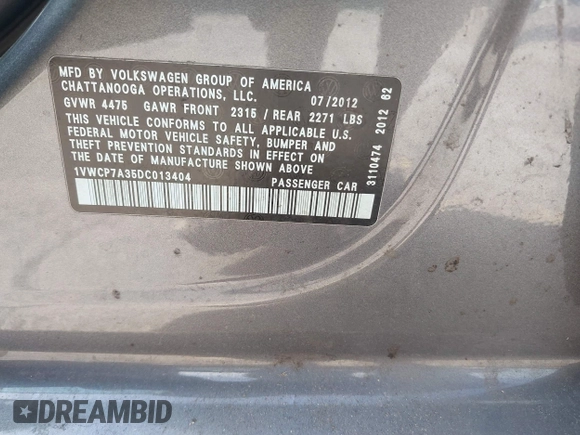 MFD BY VOLKSWAGEN GROUP OF AMERICA
CHATTANOOGA OPERATIONS, LLC. 07/2012
GVWR 4475 GAWR FRONT 2315 / REAR 2271 LBS
THIS VEHICLE CONFORMS TO ALL APPLICABLE U.S.
FEDERAL MOTOR VEHICLE SAFETY, BUMPER AND
THEFT PREVENTION STANDARDS IN EFFECT ON
THE DATE OF MANUFACTURE SHOWN ABOVE
1VWCP7A35DC013404 PASSENGER CAR
3110474 2012 62
DREAMBID